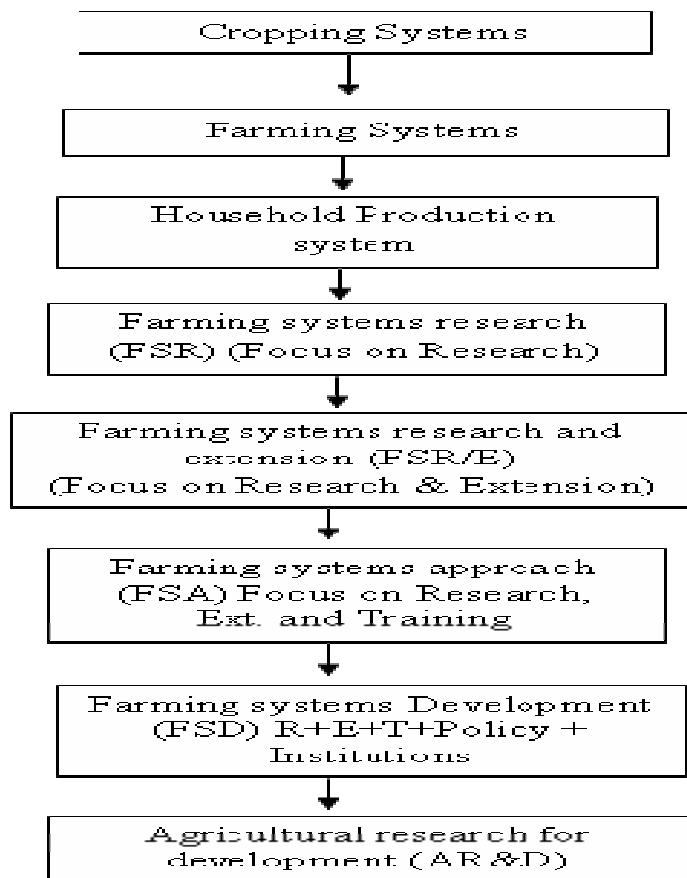 Cropping Systems
Farming Systems
Household Production
system
Farming systems research
(FSR) (Focus on Research)
Farming systems research and
extension (FSR/E)
(Focus on Research & Extension)
Farming systems approach
(FSA) Focus on Research,
Ext. and Training
Farming systems Development
(FSD) R+E+T+Policy +
Institutions
Agricultural research for
development (AR&D)